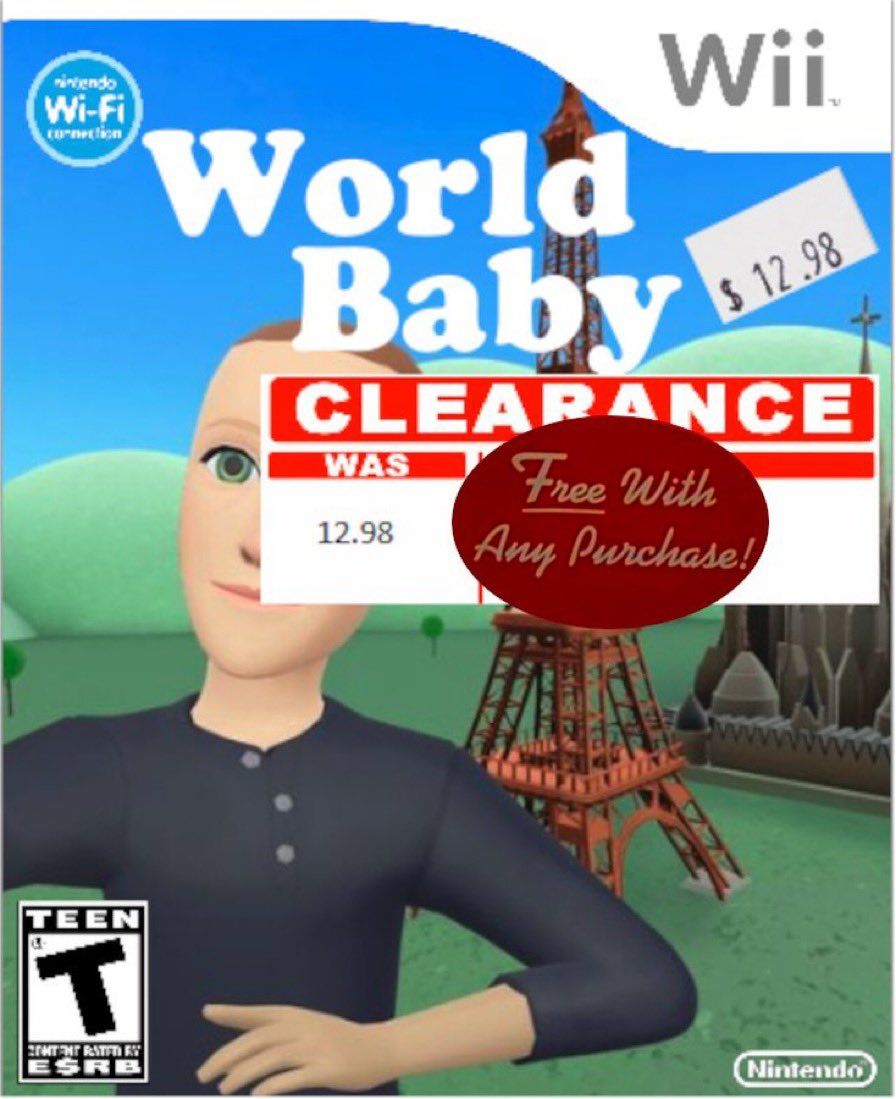 Wii
nintendo
Wi-Fi
connection
World
Baby
$ 12.98
CLEARANCE
WAS
12.98
Free With
Any Purchase!
TEEN
T
CONTENT RATED BY
ESRB
Nintendo